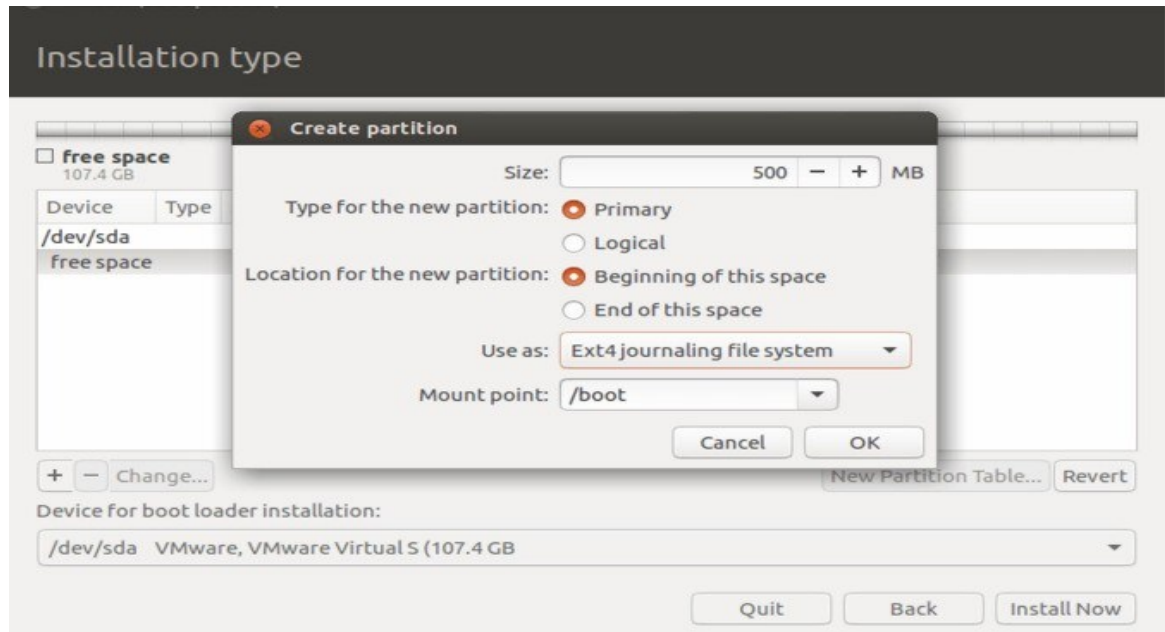 Installation type
Create partition
free space
107.4 GB
Device Type
/dev/sda
free space
Size: 500 − + MB
Type for the new partition: Primary
Logical
Location for the new partition: Beginning of this space
End of this space
Use as: Ext4 journaling file system
Mount point: /boot
Cancel OK
+ − Change... New Partition Table... Revert
Device for boot loader installation:
/dev/sda VMware, VMware Virtual S (107.4 GB
Quit Back Install Now